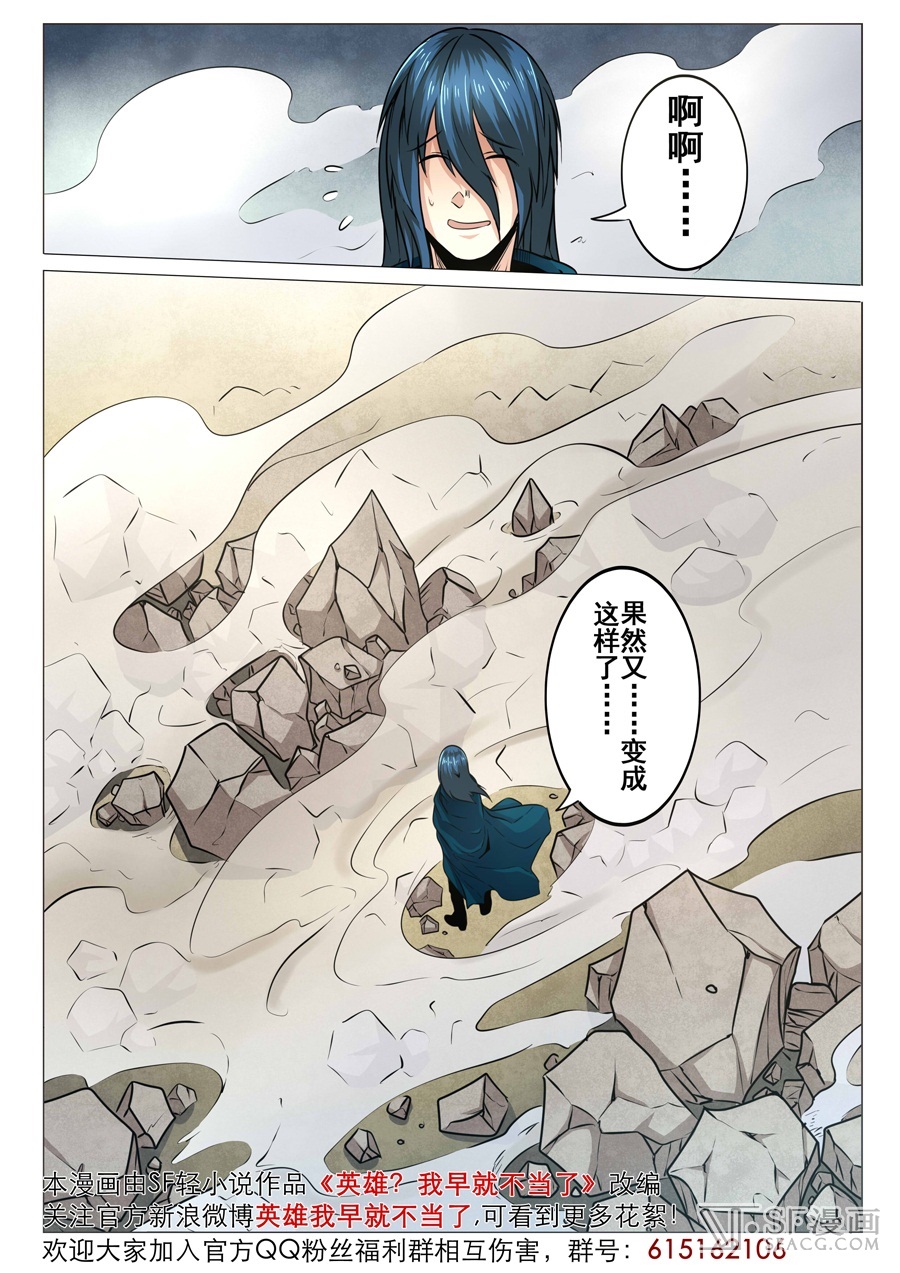 啊啊……
果然又……变成
这样了……
本漫画由SF轻小说作品《英雄？我早就不当了》改编
关注官方新浪微博英雄我早就不当了,可看到更多花絮！
欢迎大家加入官方QQ粉丝福利群相互伤害，群号：615162106
SF漫画
SFACG.COM